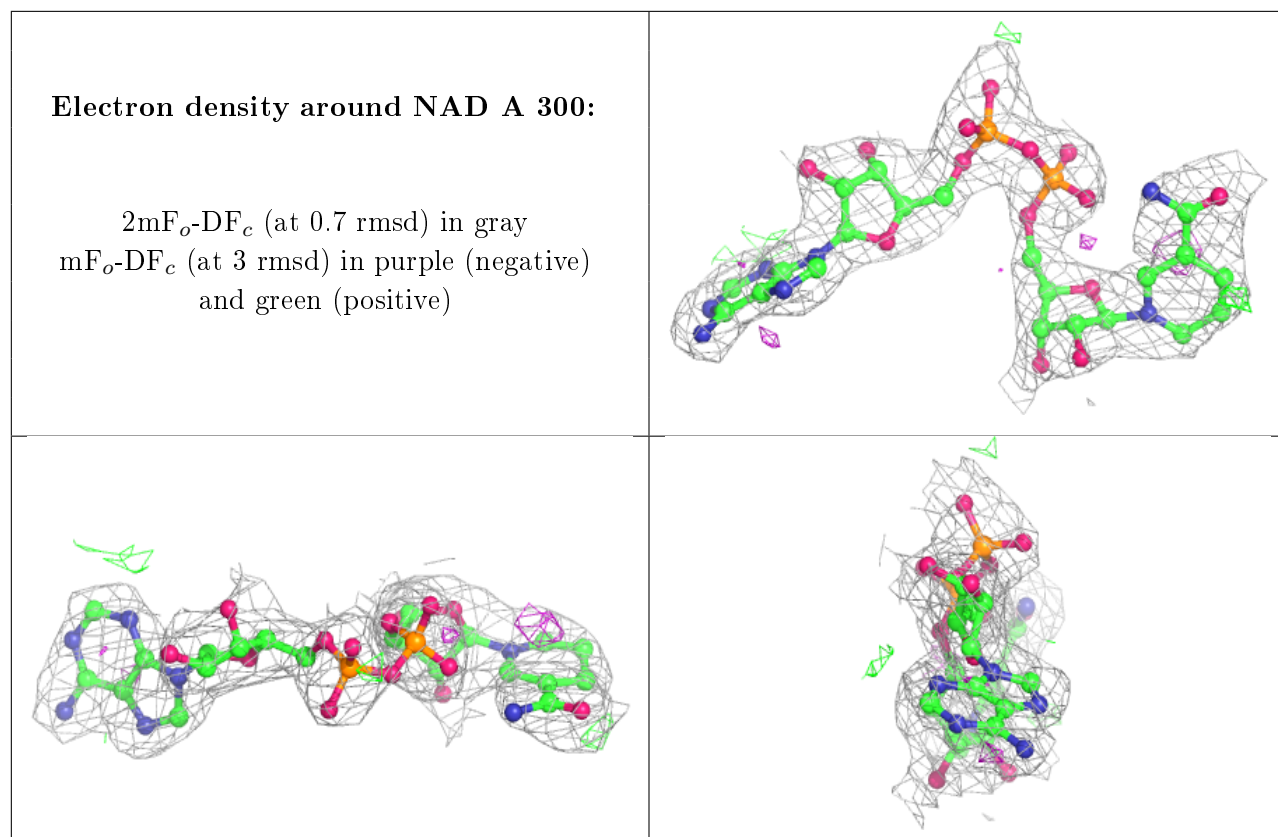 Electron density around NAD A 300:
2mFₒ-DF𝒸 (at 0.7 rmsd) in gray
mFₒ-DF𝒸 (at 3 rmsd) in purple (negative)
and green (positive)